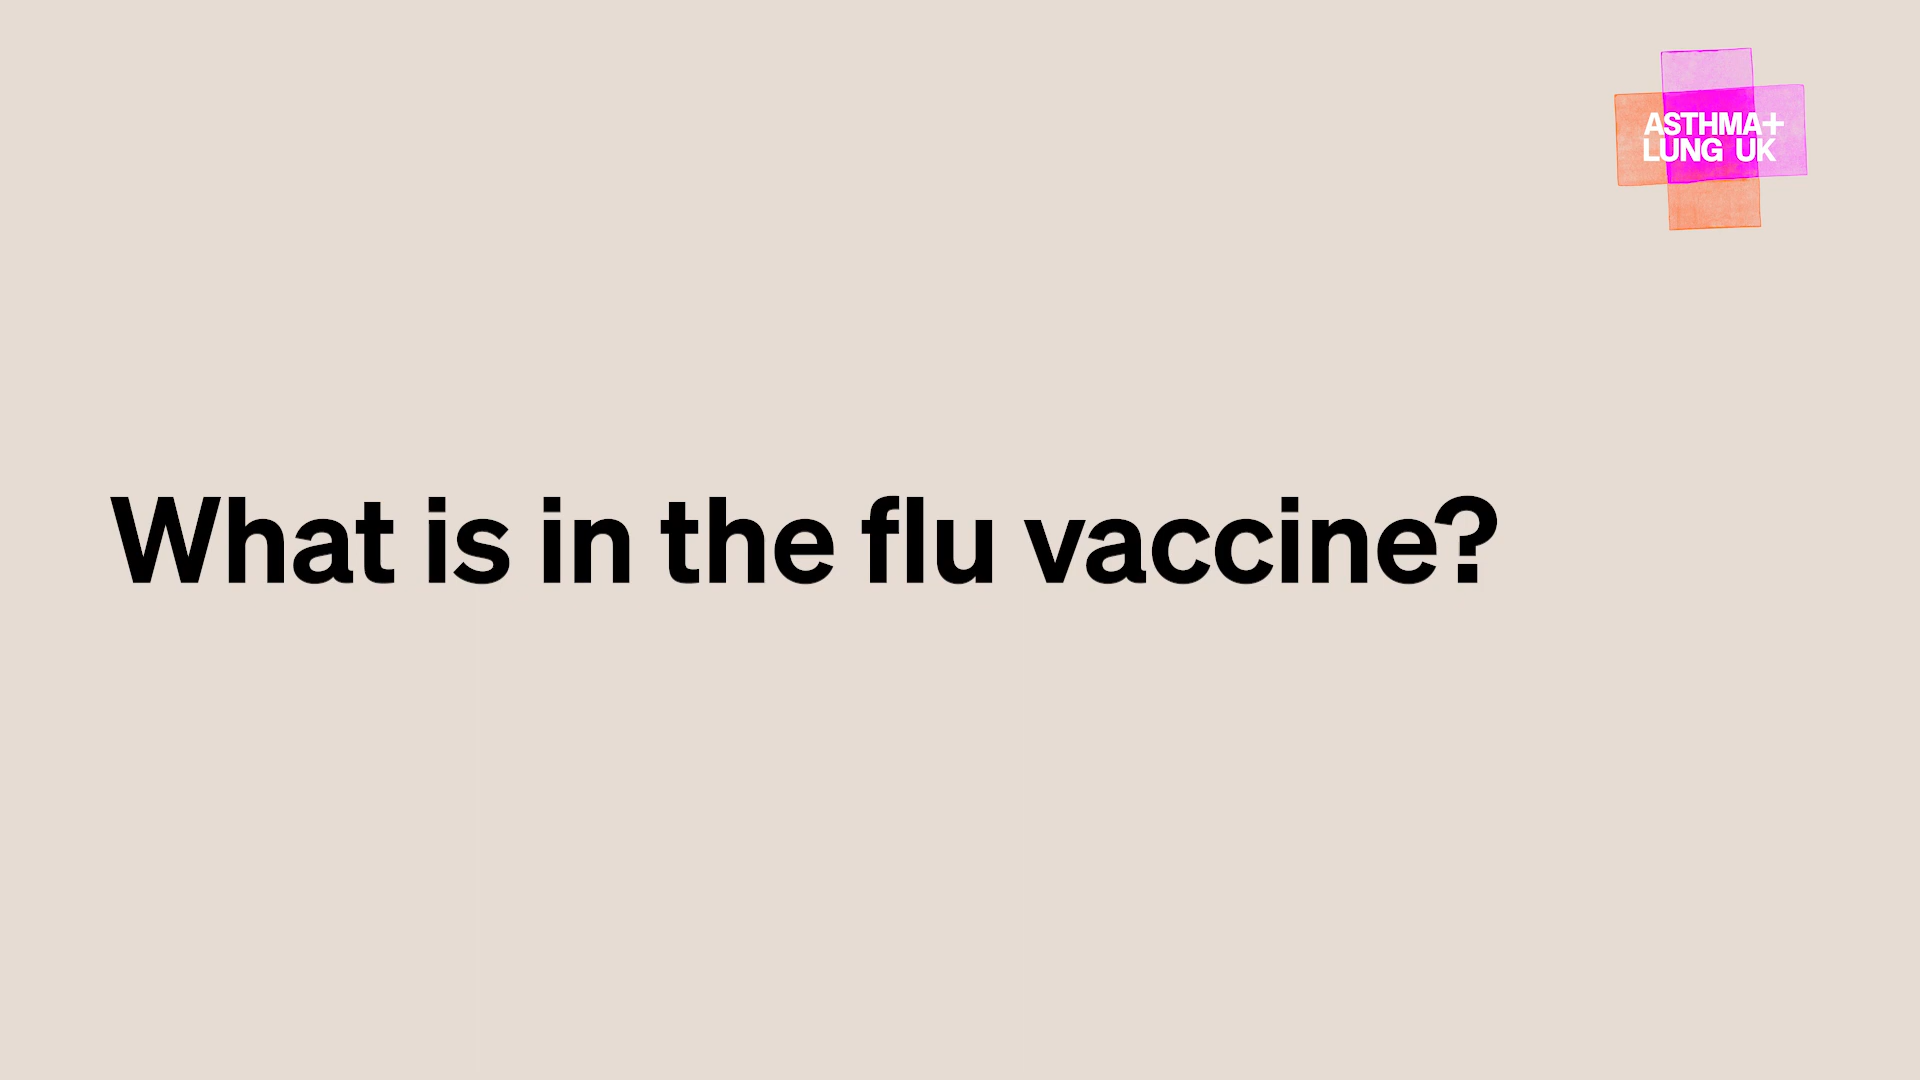 ASTHMA+
LUNG UK
What is in the flu vaccine?